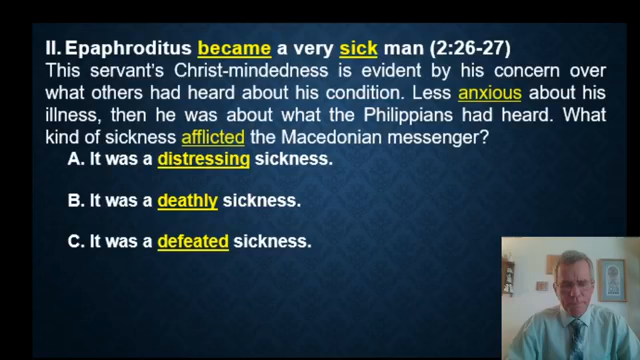 II. Epaphroditus became a very sick man (2:26-27)
This servant's Christ-mindedness is evident by his concern over
what others had heard about his condition. Less anxious about his
illness, then he was about what the Philippians had heard. What
kind of sickness afflicted the Macedonian messenger?
A. It was a distressing sickness.
B. It was a deathly sickness.
C. It was a defeated sickness.